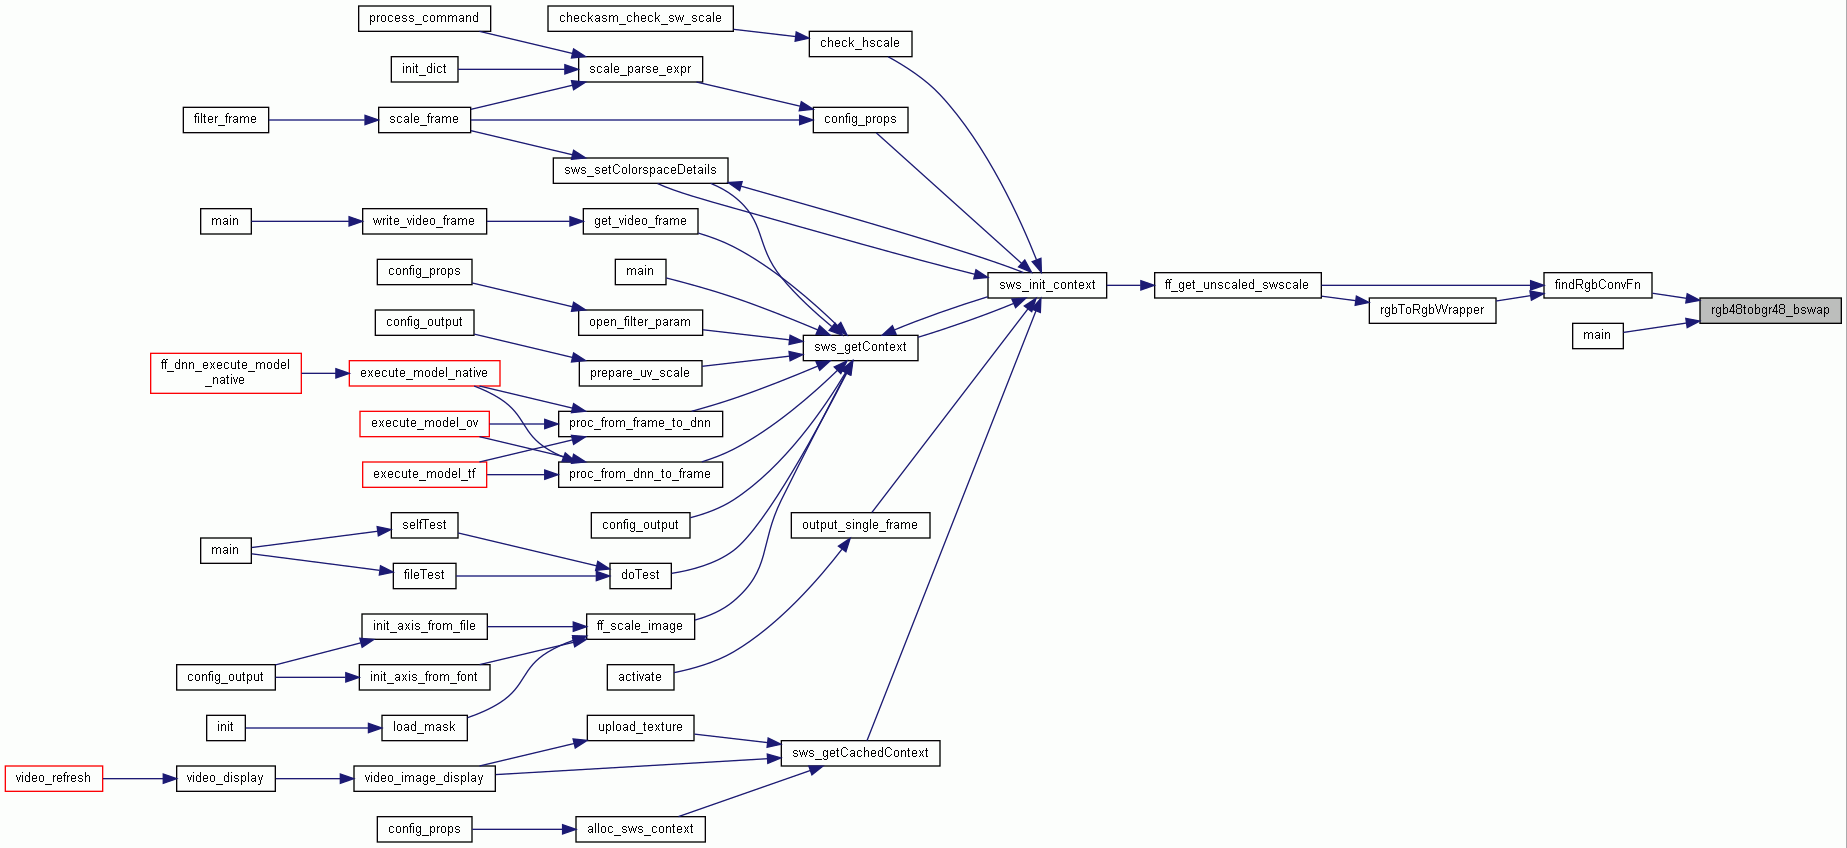 process_command
checkasm_check_sw_scale
check_hscale
init_dict
scale_parse_expr
filter_frame
scale_frame
config_props
sws_setColorspaceDetails
main
write_video_frame
get_video_frame
config_props
main
sws_init_context
ff_get_unscaled_swscale
findRgbConvFn
rgbToRgbWrapper
rgb48tobgr48_bswap
main
config_output
open_filter_param
sws_getContext
ff_dnn_execute_model
_native
execute_model_native
prepare_uv_scale
execute_model_ov
proc_from_frame_to_dnn
execute_model_tf
proc_from_dnn_to_frame
selfTest
config_output
output_single_frame
main
fileTest
doTest
init_axis_from_file
ff_scale_image
config_output
init_axis_from_font
activate
init
load_mask
upload_texture
sws_getCachedContext
video_refresh
video_display
video_image_display
config_props
alloc_sws_context